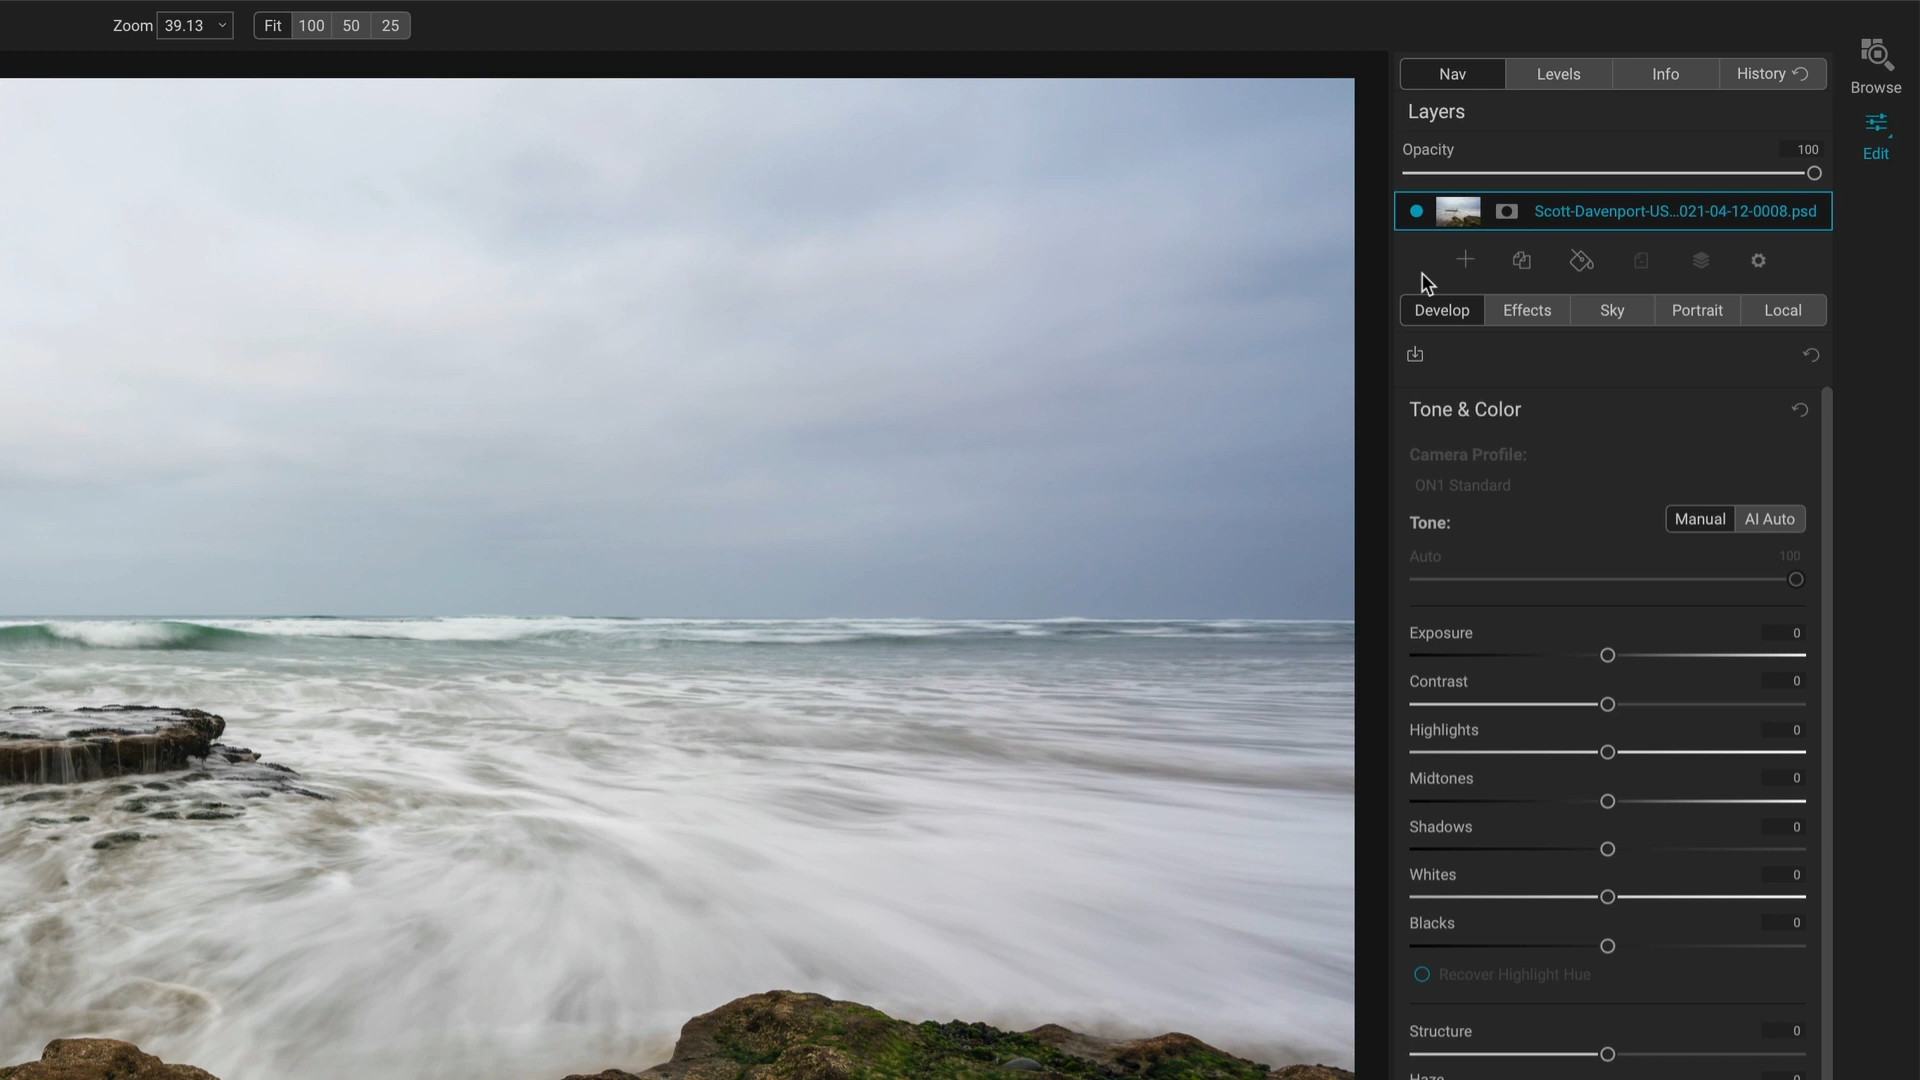 Zoom 39.13 Fit 100 50 25
Nav Levels Info History
Browse
Layers
Opacity 100
Edit
Scott-Davenport-US...021-04-12-0008.psd
Develop Effects Sky Portrait Local
Tone & Color
Camera Profile:
ON1 Standard
Tone: Manual AI Auto
Auto 100
Exposure 0
Contrast 0
Highlights 0
Midtones 0
Shadows 0
Whites 0
Blacks 0
Recover Highlight Hue
Structure 0
Haze 0